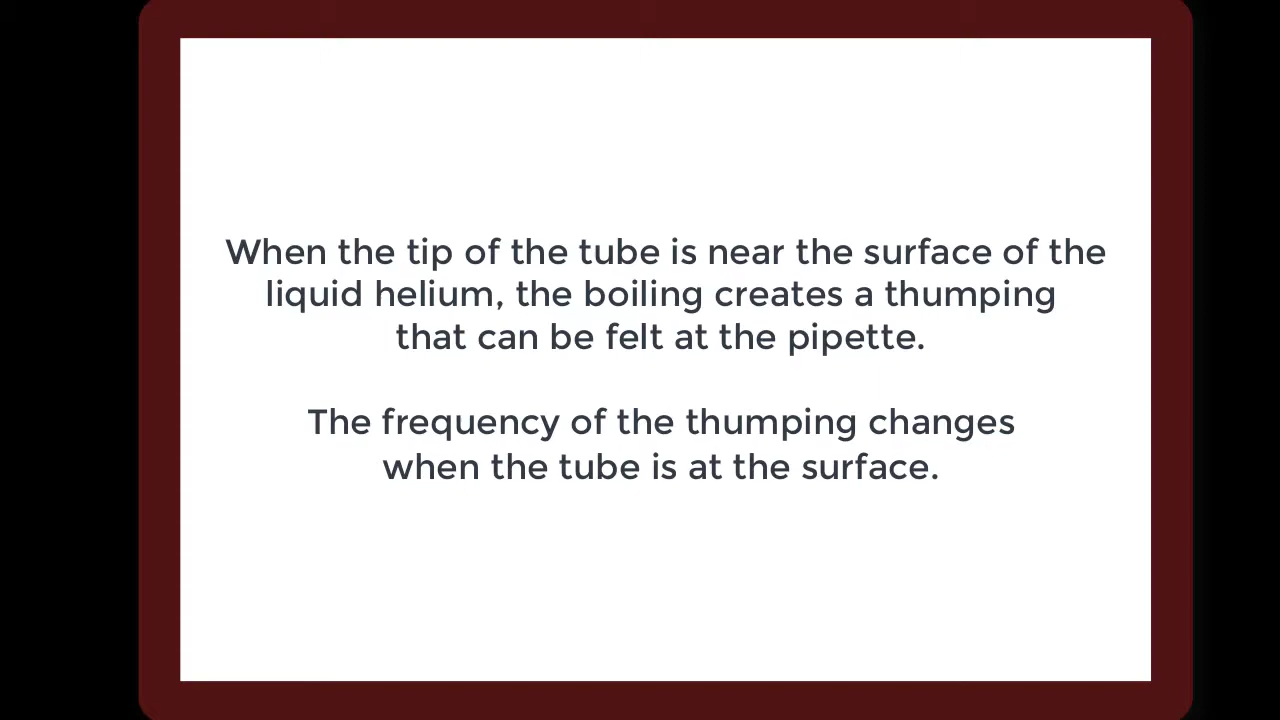 When the tip of the tube is near the surface of the
liquid helium, the boiling creates a thumping
that can be felt at the pipette.
The frequency of the thumping changes
when the tube is at the surface.